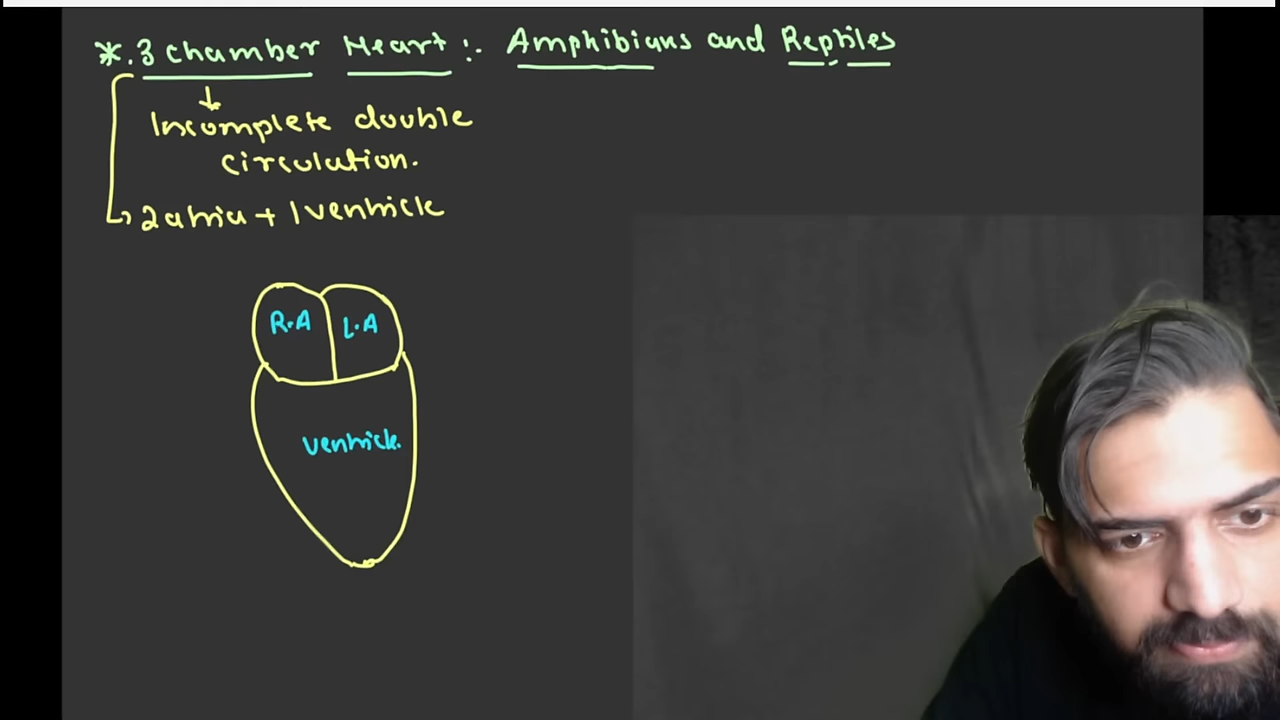 *. 3 chamber Heart :- Amphibians and Reptiles
Incomplete double
circulation.
2 atria + 1 ventricle
R.A L.A
ventricle.